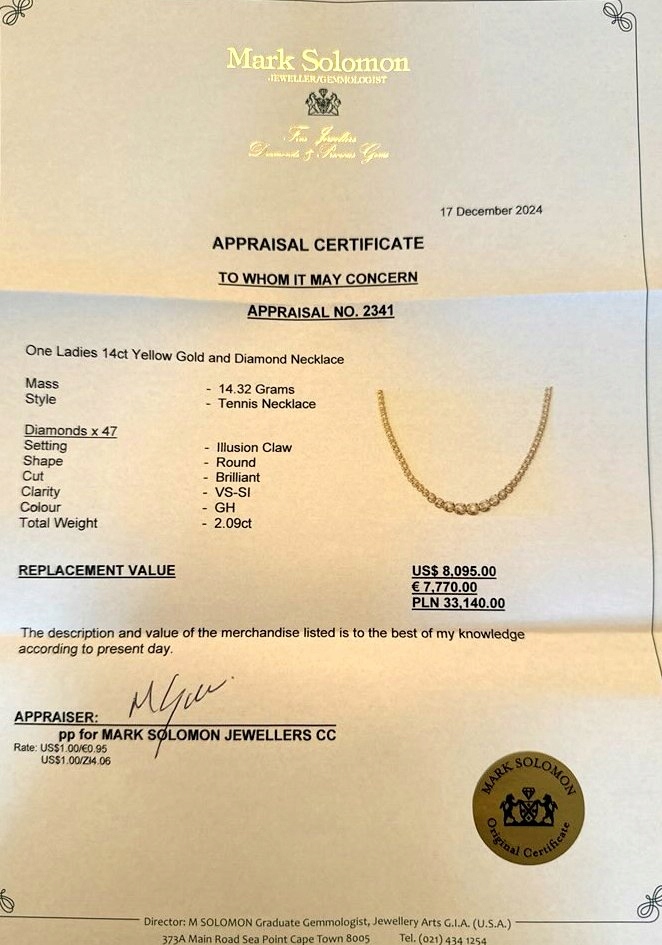 Mark Solomon
JEWELLER/GEMMOLOGIST
Fine Jewellers
Diamonds & Precious Gems
17 December 2024
APPRAISAL CERTIFICATE
TO WHOM IT MAY CONCERN
APPRAISAL NO. 2341
One Ladies 14ct Yellow Gold and Diamond Necklace
Mass - 14.32 Grams
Style - Tennis Necklace
Diamonds x 47
Setting - Illusion Claw
Shape - Round
Cut - Brilliant
Clarity - VS-SI
Colour - GH
Total Weight - 2.09ct
REPLACEMENT VALUE US$ 8,095.00
€ 7,770.00
PLN 33,140.00
The description and value of the merchandise listed is to the best of my knowledge
according to present day.
APPRAISER:
pp for MARK SOLOMON JEWELLERS CC
Rate: US$1.00/€0.95
US$1.00/Zł4.06
MARK SOLOMON
Original Certificate
Director: M SOLOMON Graduate Gemmologist, Jewellery Arts G.I.A. (U.S.A.)
373A Main Road Sea Point Cape Town 8005 Tel. (021) 434 1254